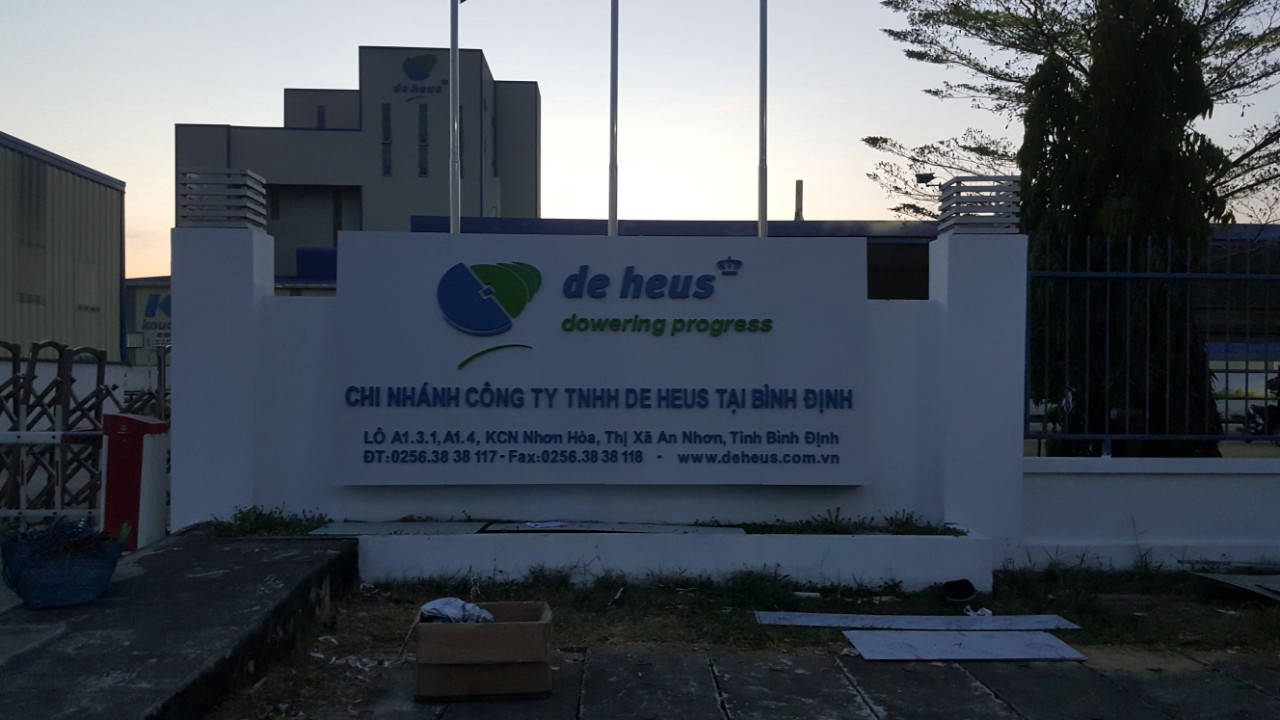 de heus
de heus
dowering progress
CHI NHÁNH CÔNG TY TNHH DE HEUS TẠI BÌNH ĐỊNH
LÔ A1.3.1, A1.4, KCN Nhơn Hòa, Thị Xã An Nhơn, Tỉnh Bình Định
ĐT:0256.38 38 117 - Fax:0256.38 38 118 - www.deheus.com.vn